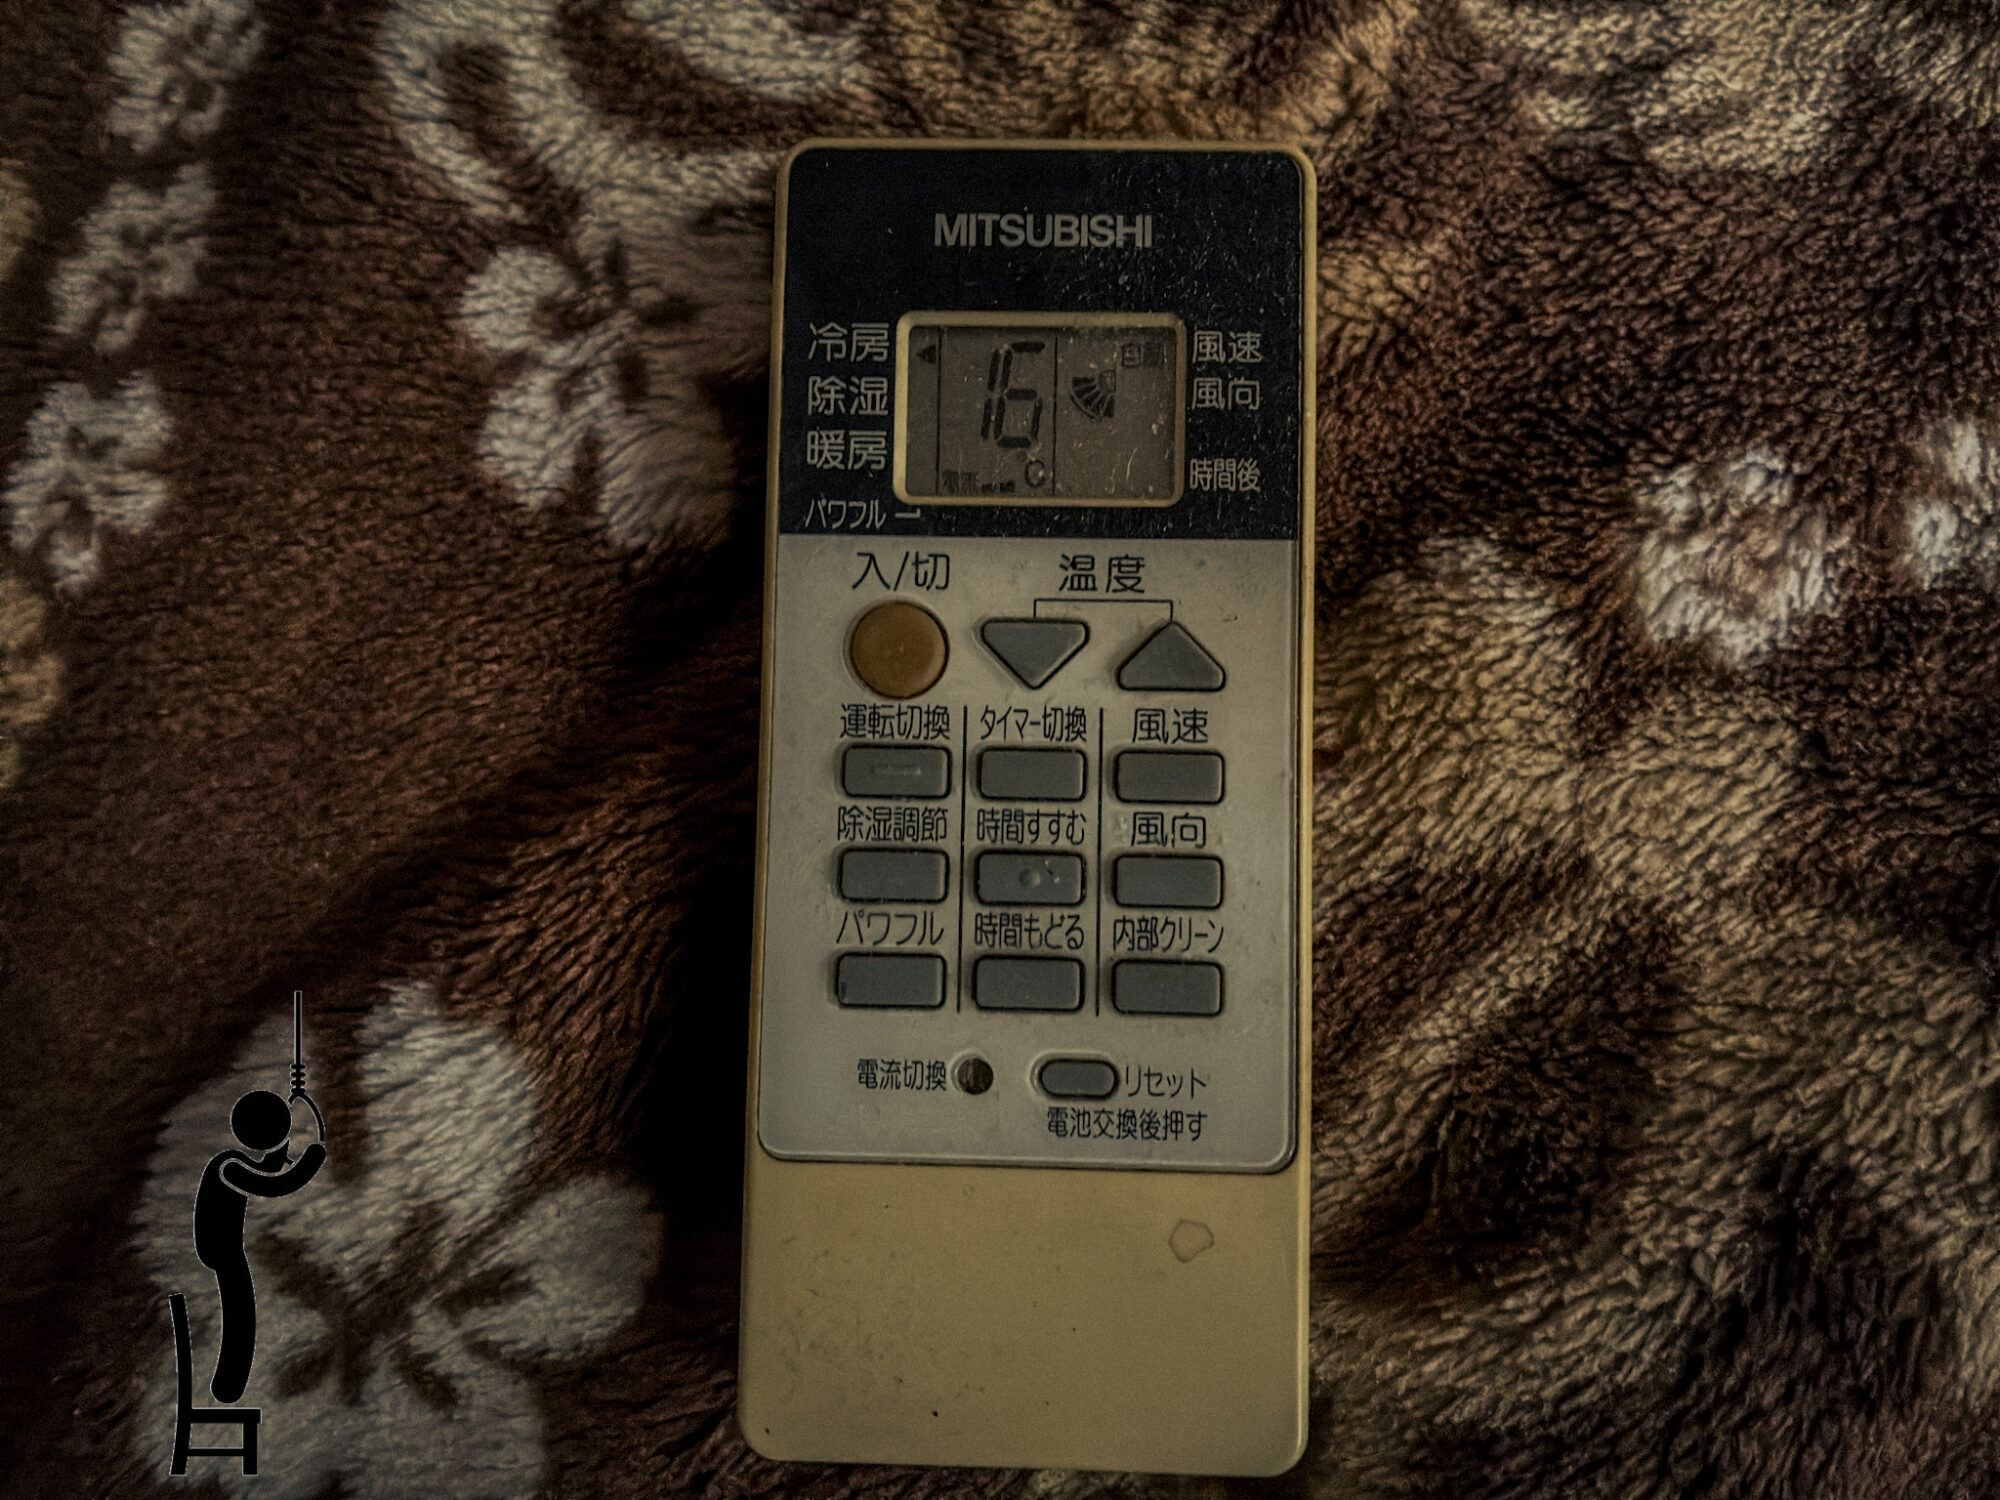 MITSUBISHI
冷房
除湿
暖房
パワフル
16
風速
風向
時間後
入/切
温度
運転切換
タイマー切換
風速
除湿調節
時間すすむ
風向
パワフル
時間もどる
内部クリーン
電流切換
リセット
電池交換後押す